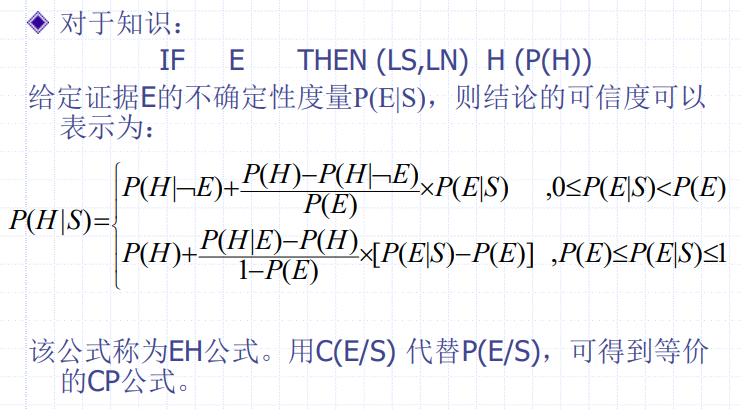 对于知识：
IF E THEN (LS,LN) H (P(H))
给定证据E的不确定性度量P(E|S)，则结论的可信度可以
表示为：
P(H|¬E)+\frac{P(H)−P(H|¬E)}{P(E)}×P(E|S) ,0≤P(E|S)<P(E)
P(H|S)={
P(H)+\frac{P(H|E)−P(H)}{1−P(E)}×[P(E|S)−P(E)] ,P(E)≤P(E|S)≤1
该公式称为EH公式。用C(E/S) 代替P(E/S)，可得到等价
的CP公式。